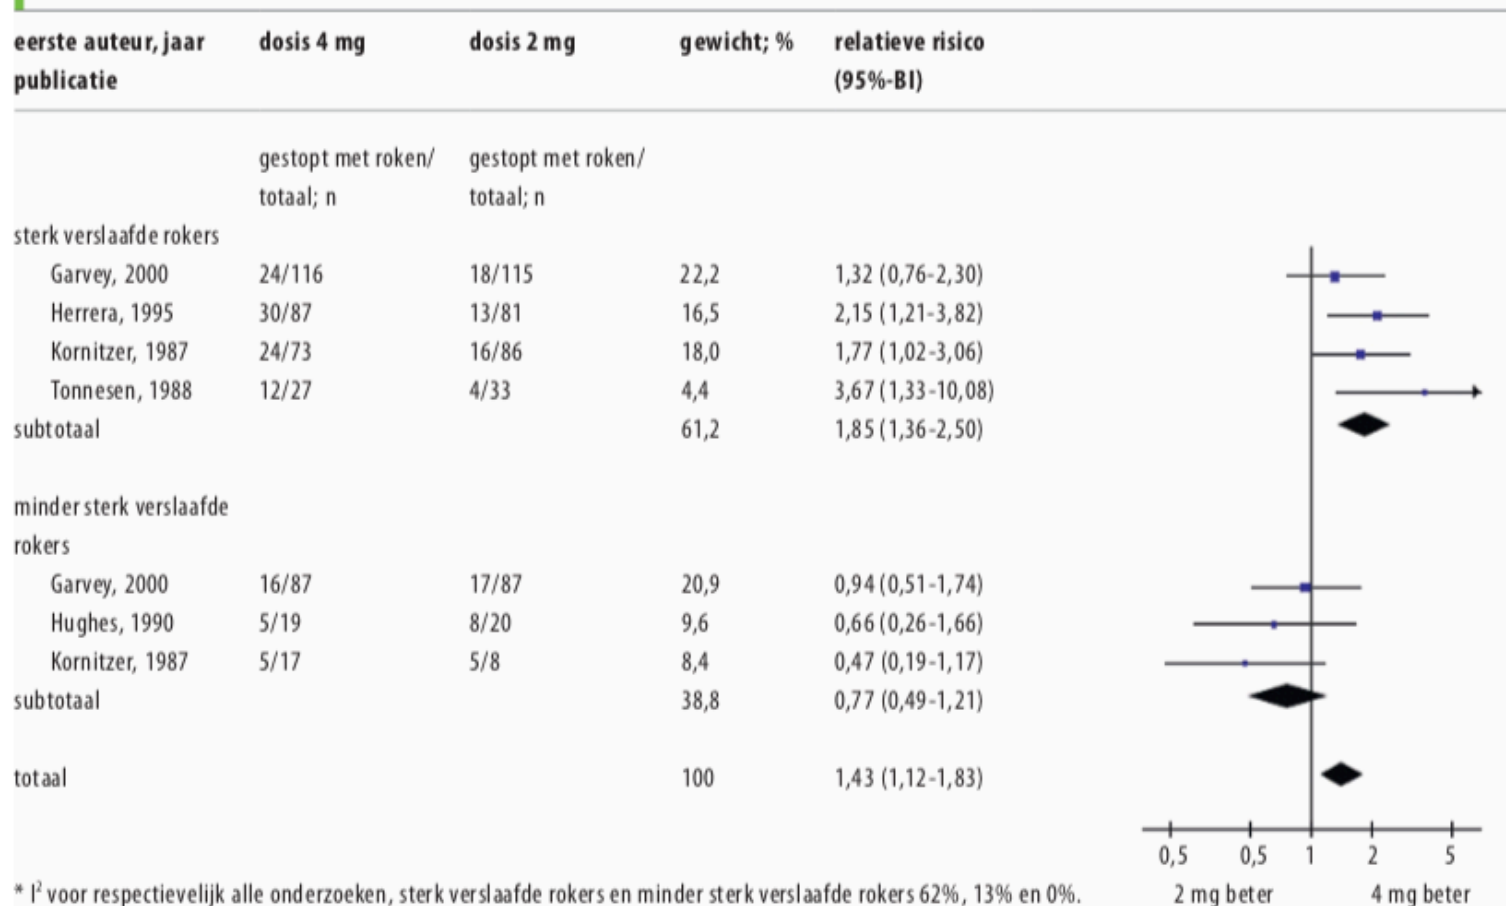 eerste auteur, jaar publicatie dosis 4 mg dosis 2 mg gewicht; % relatieve risico (95%-BI)
gestopt met roken/ totaal; n gestopt met roken/ totaal; n
sterk verslaafde rokers
Garvey, 2000 24/116 18/115 22,2 1,32 (0,76-2,30)
Herrera, 1995 30/87 13/81 16,5 2,15 (1,21-3,82)
Kornitzer, 1987 24/73 16/86 18,0 1,77 (1,02-3,06)
Tonnesen, 1988 12/27 4/33 4,4 3,67 (1,33-10,08)
subtotaal 61,2 1,85 (1,36-2,50)
minder sterk verslaafde
rokers
Garvey, 2000 16/87 17/87 20,9 0,94 (0,51-1,74)
Hughes, 1990 5/19 8/20 9,6 0,66 (0,26-1,66)
Kornitzer, 1987 5/17 5/8 8,4 0,47 (0,19-1,17)
subtotaal 38,8 0,77 (0,49-1,21)
totaal 100 1,43 (1,12-1,83)
0,5 0,5 1 2 5
2 mg beter 4 mg beter
* I² voor respectievelijk alle onderzoeken, sterk verslaafde rokers en minder sterk verslaafde rokers 62%, 13% en 0%.